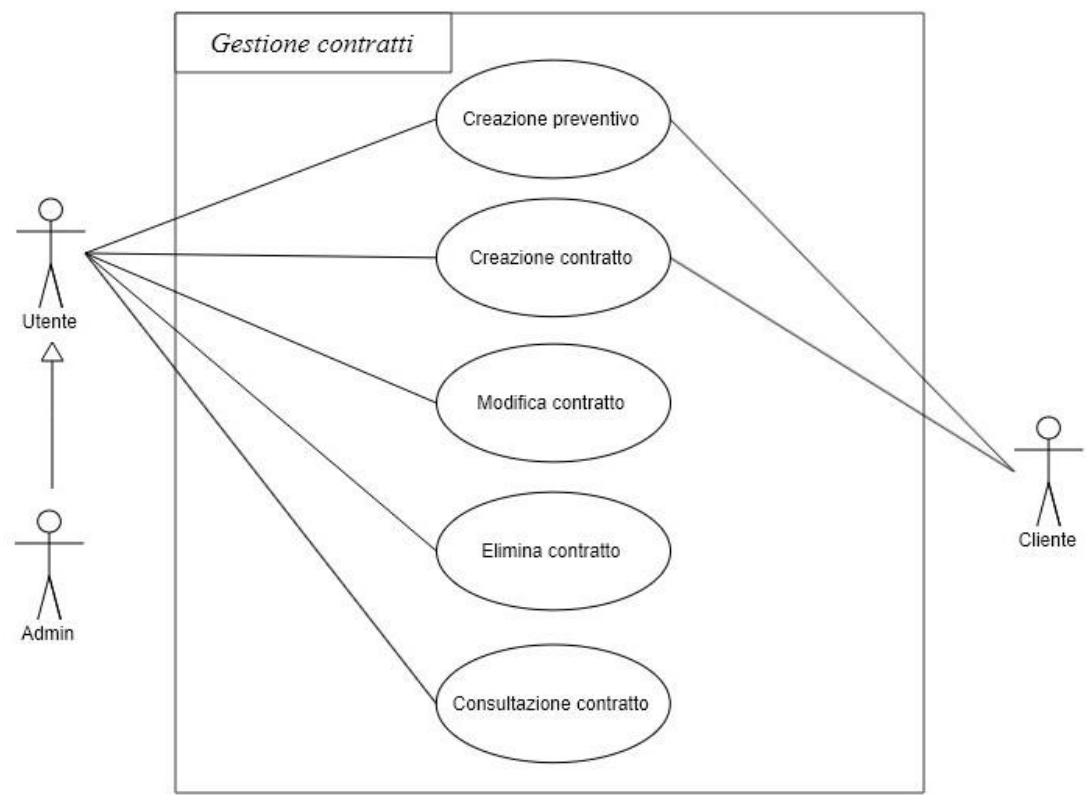 Gestione contratti
Creazione preventivo
Creazione contratto
Utente
Modifica contratto
Elimina contratto
Cliente
Admin
Consultazione contratto